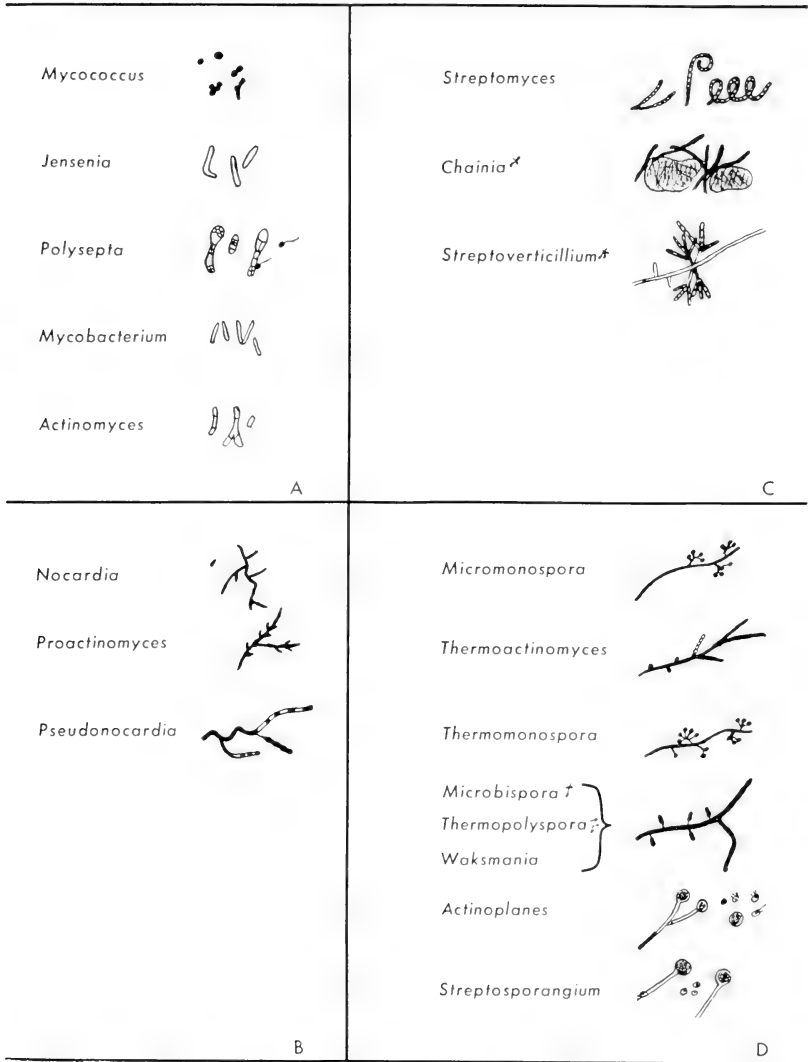 Mycococcus
Jensenia
Polysepta
Mycobacterium
Actinomyces
A
Streptomyces
Chainia*
Streptoverticillium*
C
Nocardia
Proactinomyces
Pseudonocardia
B
Micromonospora
Thermoactinomyces
Thermomonospora
Microbispora †
Thermopolyspora ‡
Waksmania
Actinoplanes
Streptosporangium
D